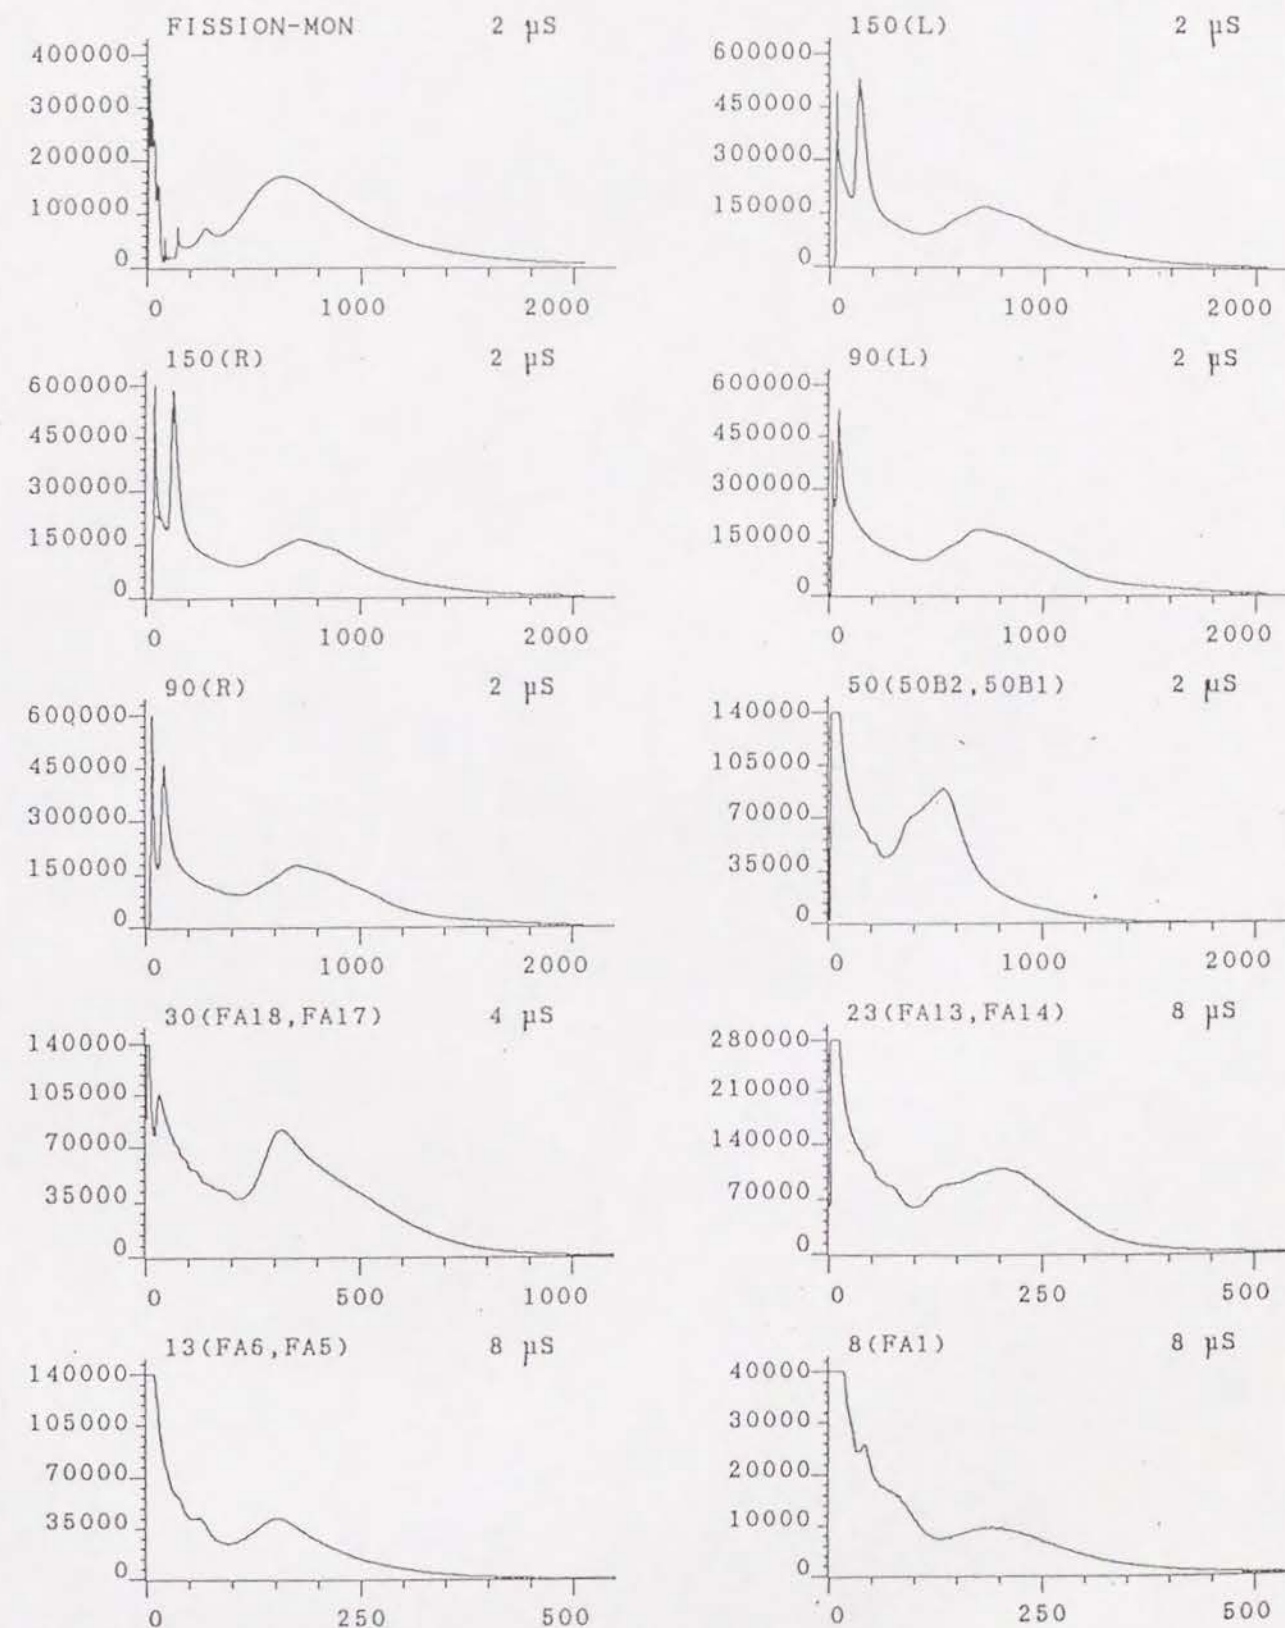 FISSION-MON 2 µS
400000
300000
200000
100000
0
0 1000 2000
150(L) 2 µS
600000
450000
300000
150000
0
0 1000 2000
150(R) 2 µS
600000
450000
300000
150000
0
0 1000 2000
90(L) 2 µS
600000
450000
300000
150000
0
0 1000 2000
90(R) 2 µS
600000
450000
300000
150000
0
0 1000 2000
50(50B2,50B1) 2 µS
140000
105000
70000
35000
0
0 1000 2000
30(FA18,FA17) 4 µS
140000
105000
70000
35000
0
0 500 1000
23(FA13,FA14) 8 µS
280000
210000
140000
70000
0
0 250 500
13(FA6,FA5) 8 µS
140000
105000
70000
35000
0
0 250 500
8(FA1) 8 µS
40000
30000
20000
10000
0
0 250 500